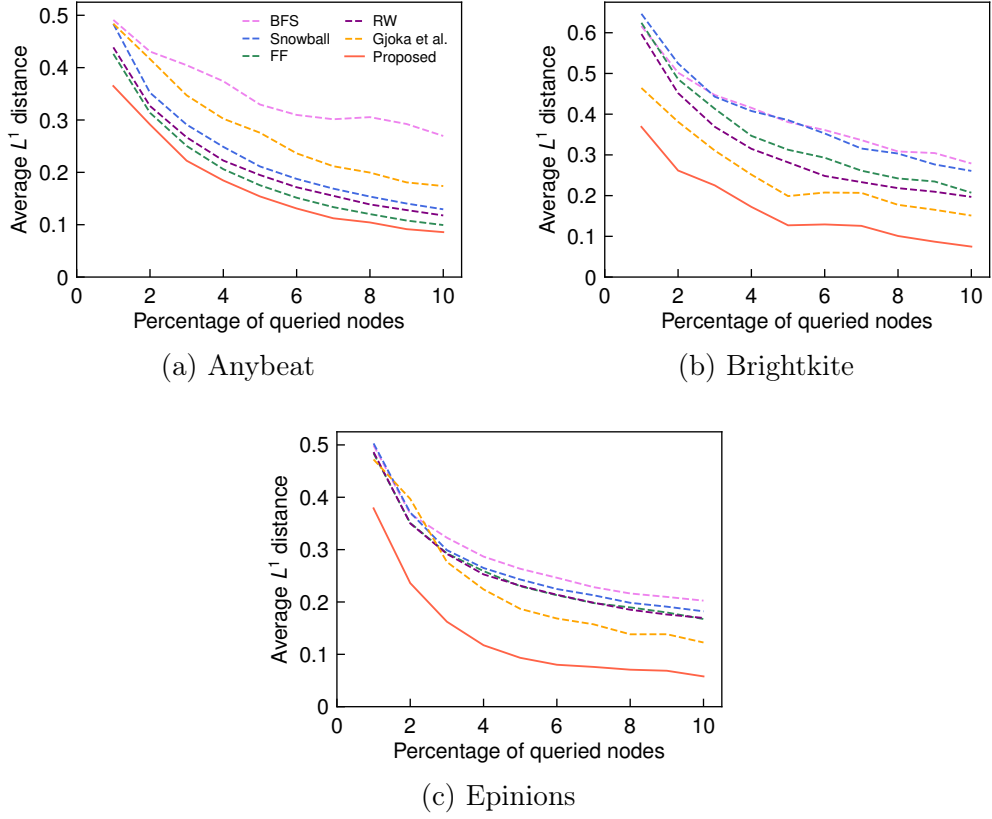 0.5
0.4
0.3
0.2
0.1
0
Average L¹ distance
BFS
Snowball
FF
RW
Gjoka et al.
Proposed
0 2 4 6 8 10
Percentage of queried nodes
(a) Anybeat
0.6
0.5
0.4
0.3
0.2
0.1
0
Average L¹ distance
0 2 4 6 8 10
Percentage of queried nodes
(b) Brightkite
0.5
0.4
0.3
0.2
0.1
0
Average L¹ distance
0 2 4 6 8 10
Percentage of queried nodes
(c) Epinions